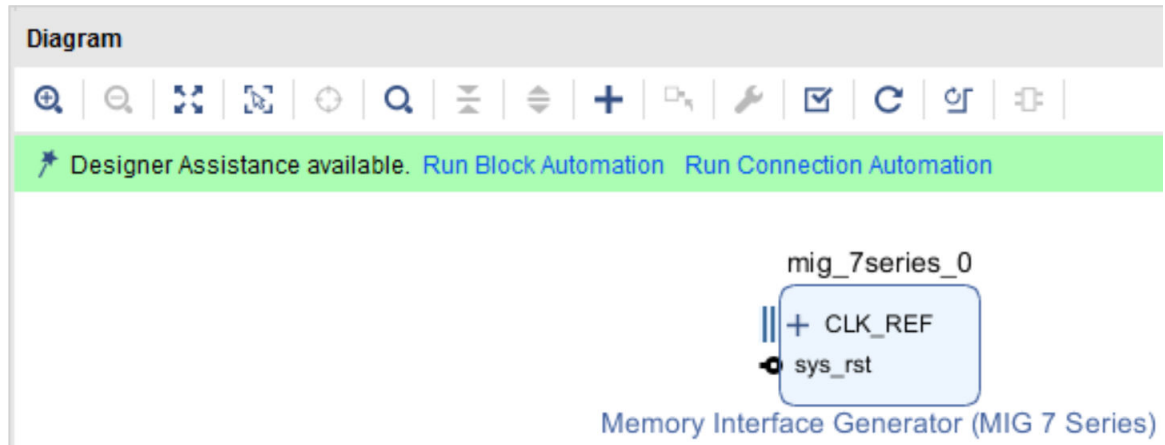 Diagram
Designer Assistance available. Run Block Automation Run Connection Automation
mig_7series_0
CLK_REF
sys_rst
Memory Interface Generator (MIG 7 Series)